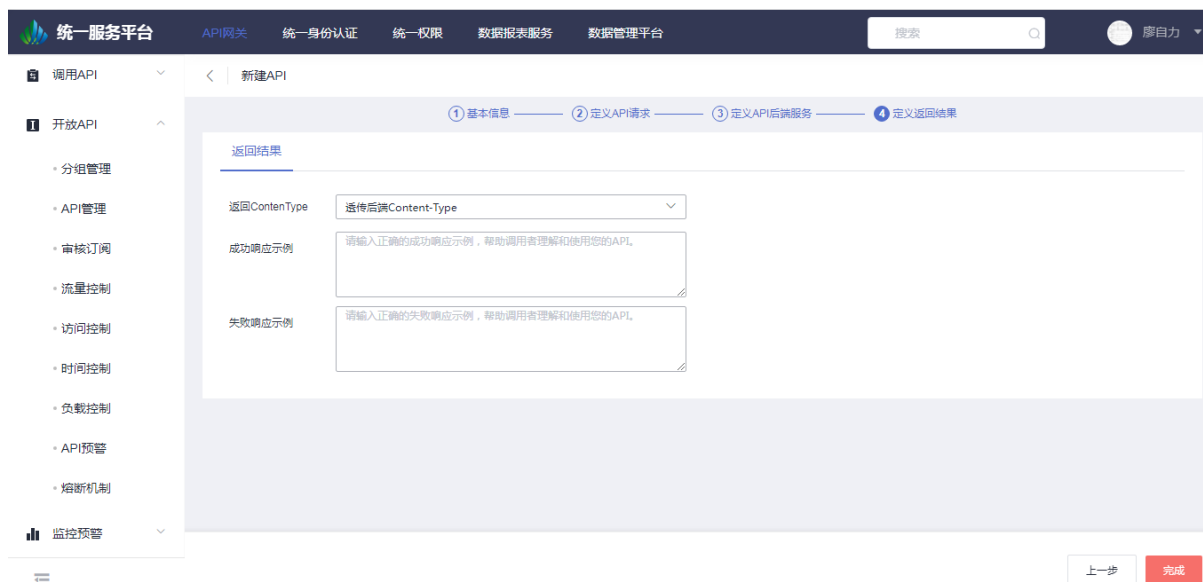 统一服务平台 API网关 统一身份认证 统一权限 数据报表服务 数据管理平台 搜索 廖自力
调用API
新建API
1 基本信息 2 定义API请求 3 定义API后端服务 4 定义返回结果
开放API
返回结果
分组管理
返回ContenType 透传后端Content-Type
API管理
成功响应示例 请输入正确的成功响应示例，帮助调用者理解和使用您的API。
审核订阅
流量控制
失败响应示例 请输入正确的失败响应示例，帮助调用者理解和使用您的API。
访问控制
时间控制
负载控制
API预警
熔断机制
监控预警
上一步 完成